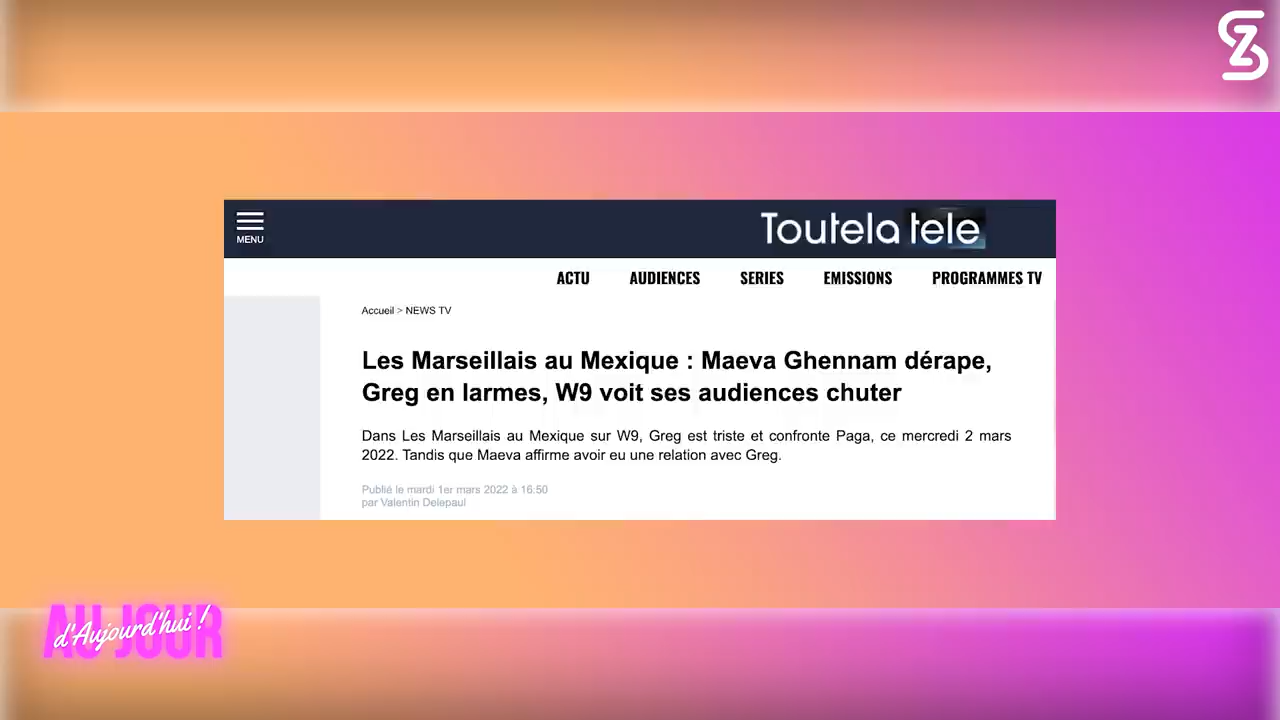 MENU
Toutela tele
ACTU AUDIENCES SERIES EMISSIONS PROGRAMMES TV
Accueil > NEWS TV
Les Marseillais au Mexique : Maeva Ghennam dérape,
Greg en larmes, W9 voit ses audiences chuter
Dans Les Marseillais au Mexique sur W9, Greg est triste et confronte Paga, ce mercredi 2 mars
2022. Tandis que Maeva affirme avoir eu une relation avec Greg.
Publié le mardi 1er mars 2022 à 16:50
par Valentin Delepaul
AU JOUR
d'Aujourd'hui !